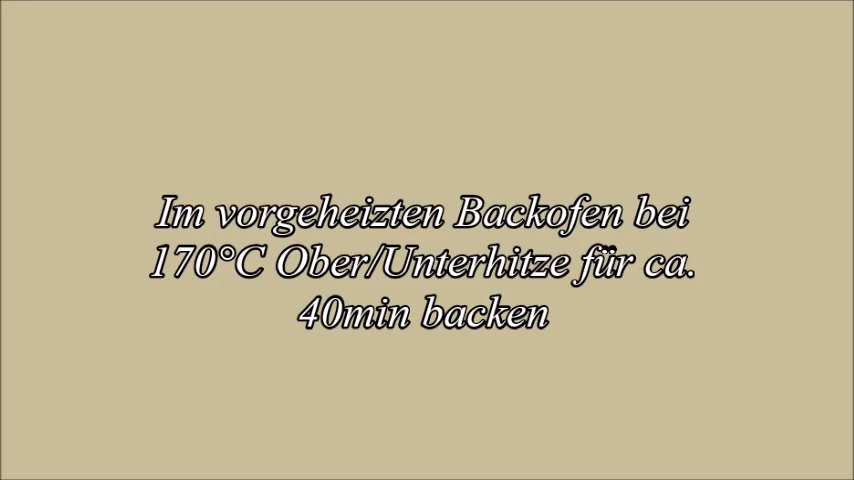 Im vorgeheizten Backofen bei
170°C Ober/Unterhitze für ca.
40min backen